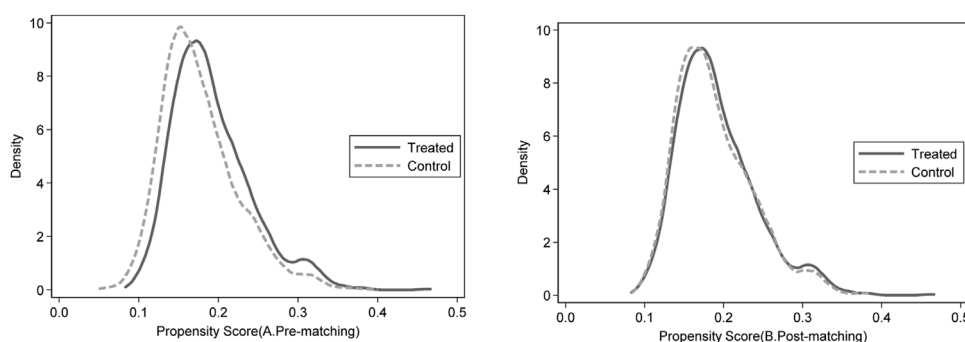 10
8
6
4
2
0
Density
Treated
Control
0.0 0.1 0.2 0.3 0.4 0.5
Propensity Score(A.Pre-matching)
10
8
6
4
2
0
Density
Treated
Control
0.0 0.1 0.2 0.3 0.4 0.5
Propensity Score(B.Post-matching)